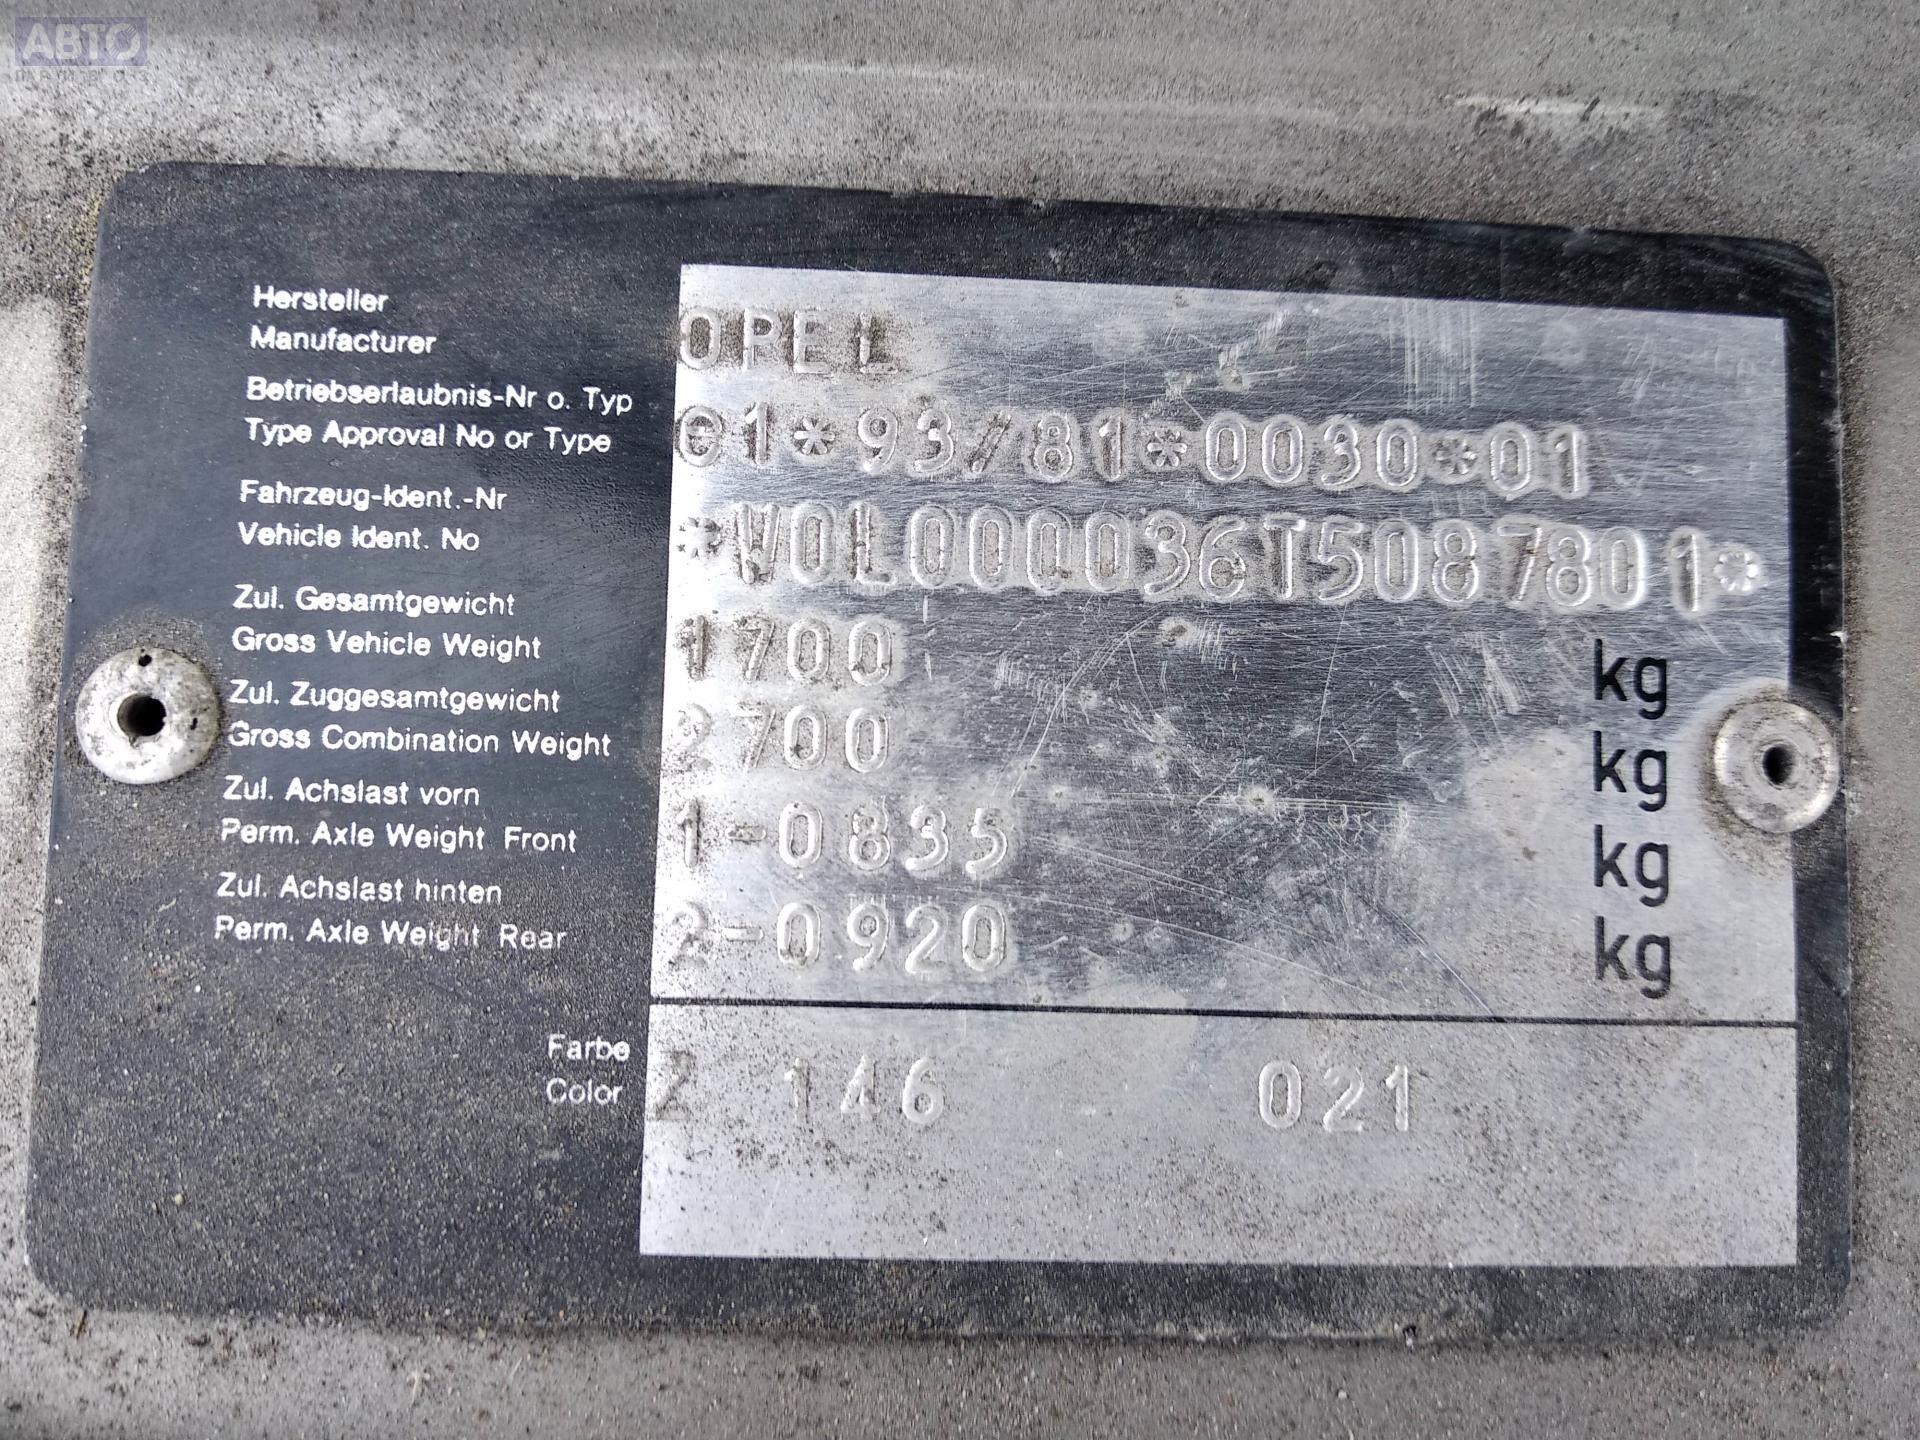 АВТО
Hersteller
Manufacturer
OPEL
Betriebserlaubnis-Nr o. Typ
Type Approval No or Type
e1*93/81*0030*01
Fahrzeug-Ident.-Nr
Vehicle Ident. No
*W0L000036T5087801*
Zul. Gesamtgewicht
Gross Vehicle Weight
1700 kg
Zul. Zuggesamtgewicht
Gross Combination Weight
2700 kg
Zul. Achslast vorn
Perm. Axle Weight Front
1-0835 kg
Zul. Achslast hinten
Perm. Axle Weight Rear
2-0920 kg
Farbe
Color
Z 146 021